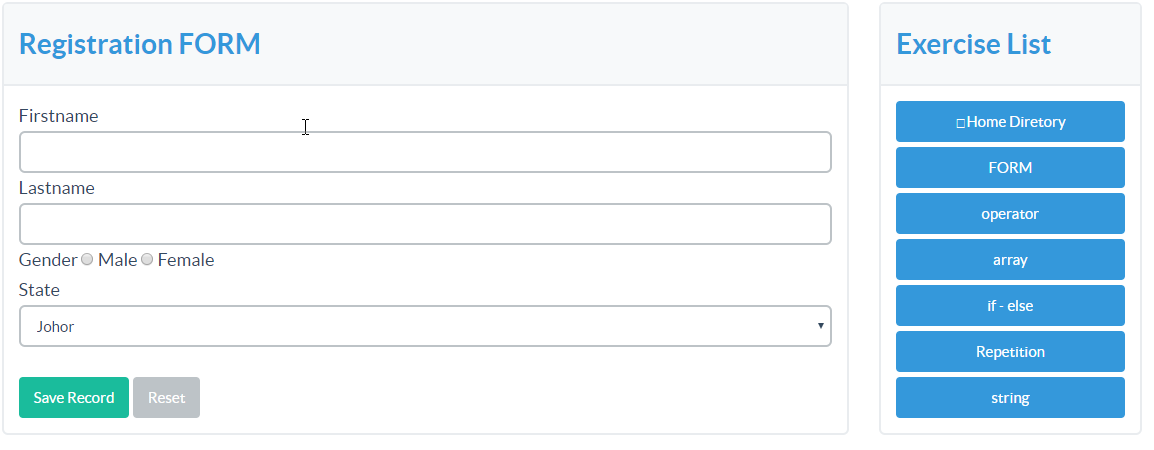 Registration FORM
Firstname
Lastname
Gender Male Female
State
Johor
Save Record Reset
Exercise List
Home Diretory
FORM
operator
array
if - else
Repetition
string